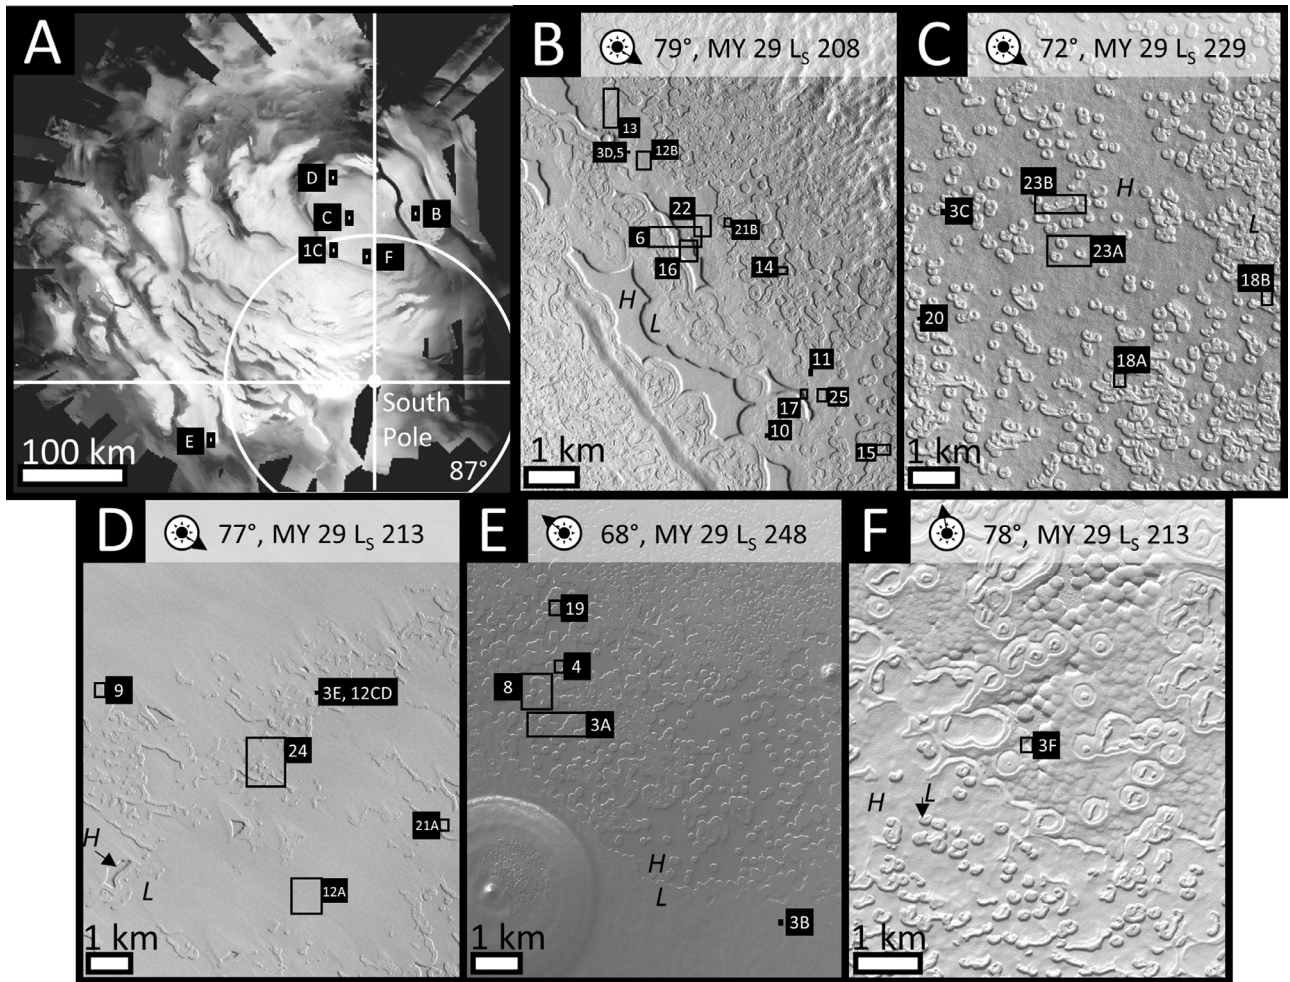 A
D
C
B
1C
F
E
South
Pole
87°
100 km
B
79°, MY 29 LS 208
13
3D,5
12B
22
21B
6
16
14
H
L
11
17
25
10
15
1 km
C
72°, MY 29 LS 229
23B
H
3C
L
23A
18B
20
18A
1 km
D
77°, MY 29 LS 213
9
3E, 12CD
24
21A
H
L
12A
1 km
E
68°, MY 29 LS 248
19
4
8
3A
H
L
3B
1 km
F
78°, MY 29 LS 213
3F
H
L
1 km